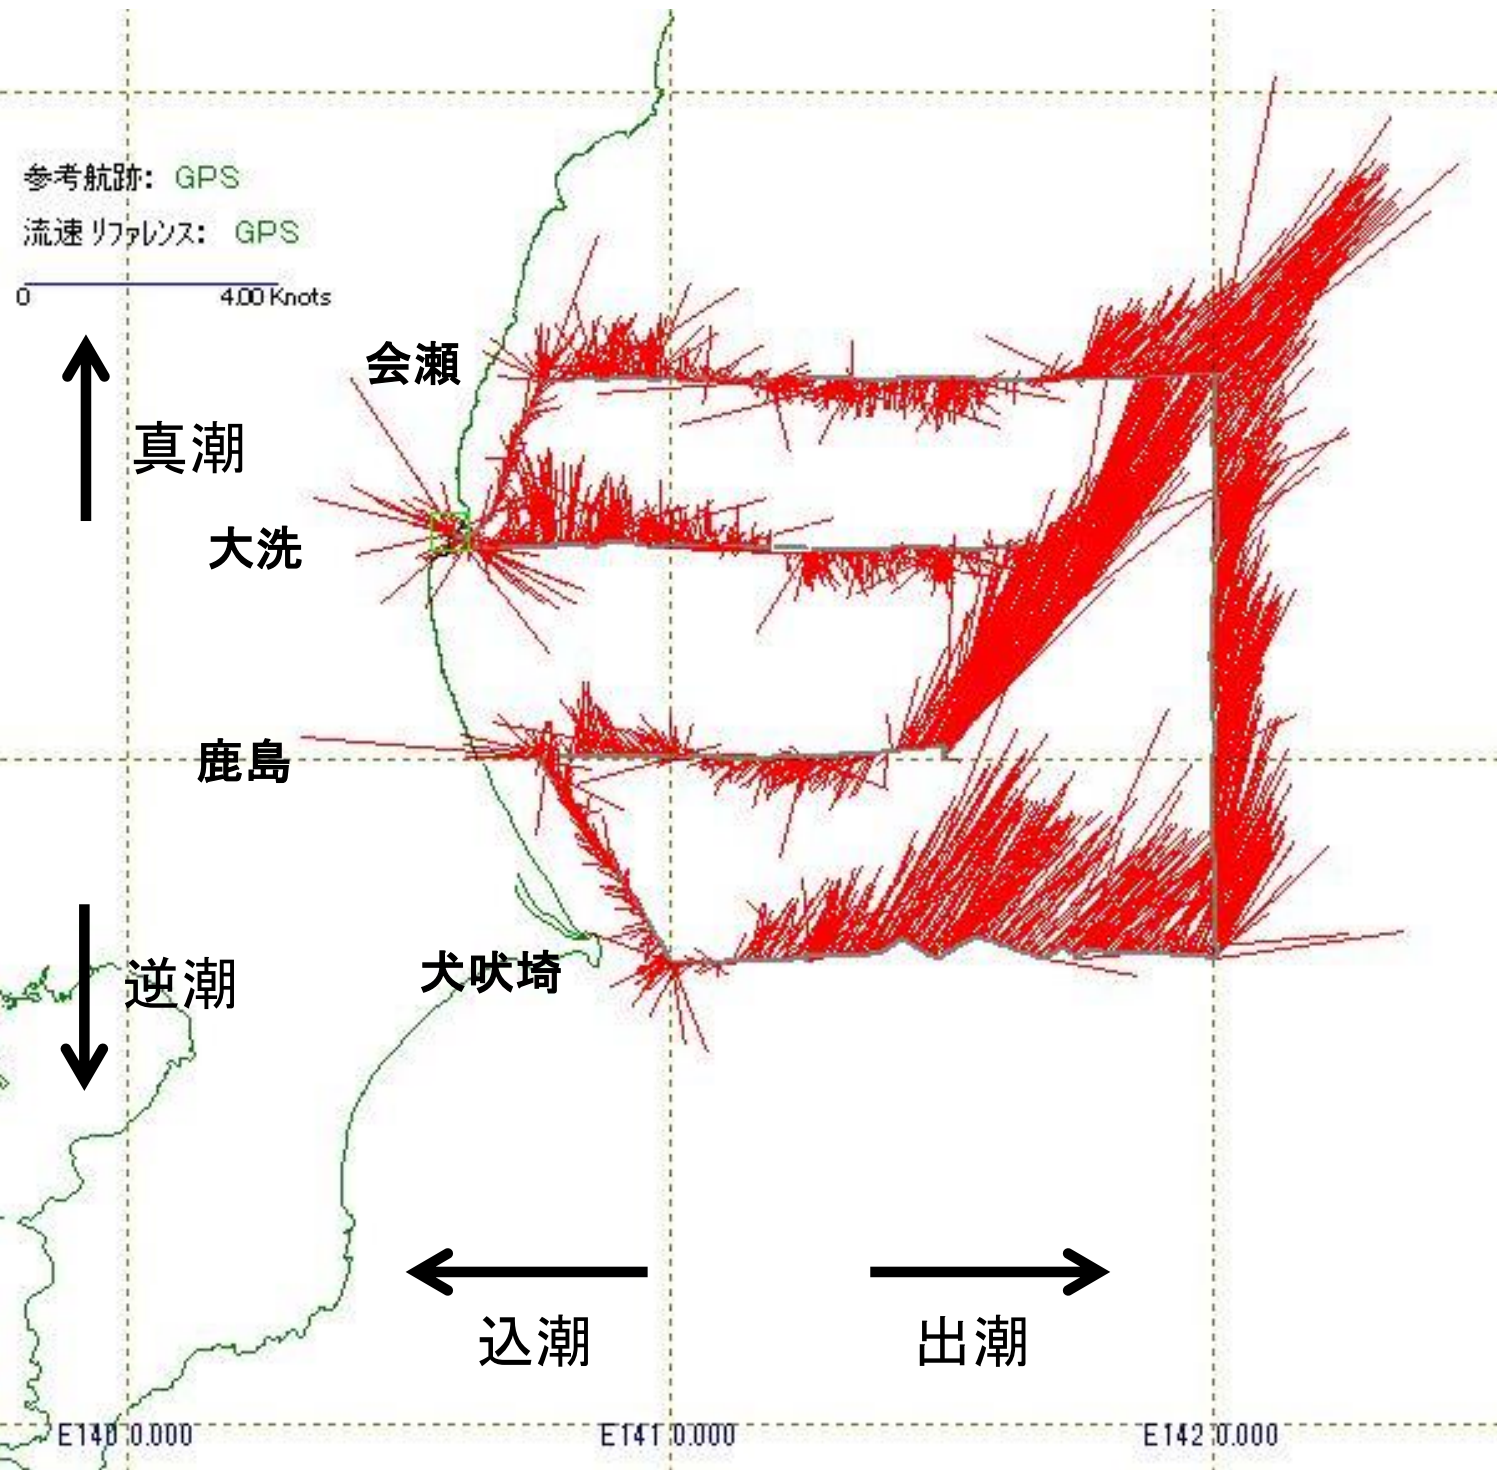 参考航跡: GPS
流速 リファレンス: GPS
0 4.00 Knots
会瀬
真潮
大洗
鹿島
犬吠埼
逆潮
込潮 出潮
E140 0.000 E141 0.000 E142 0.000